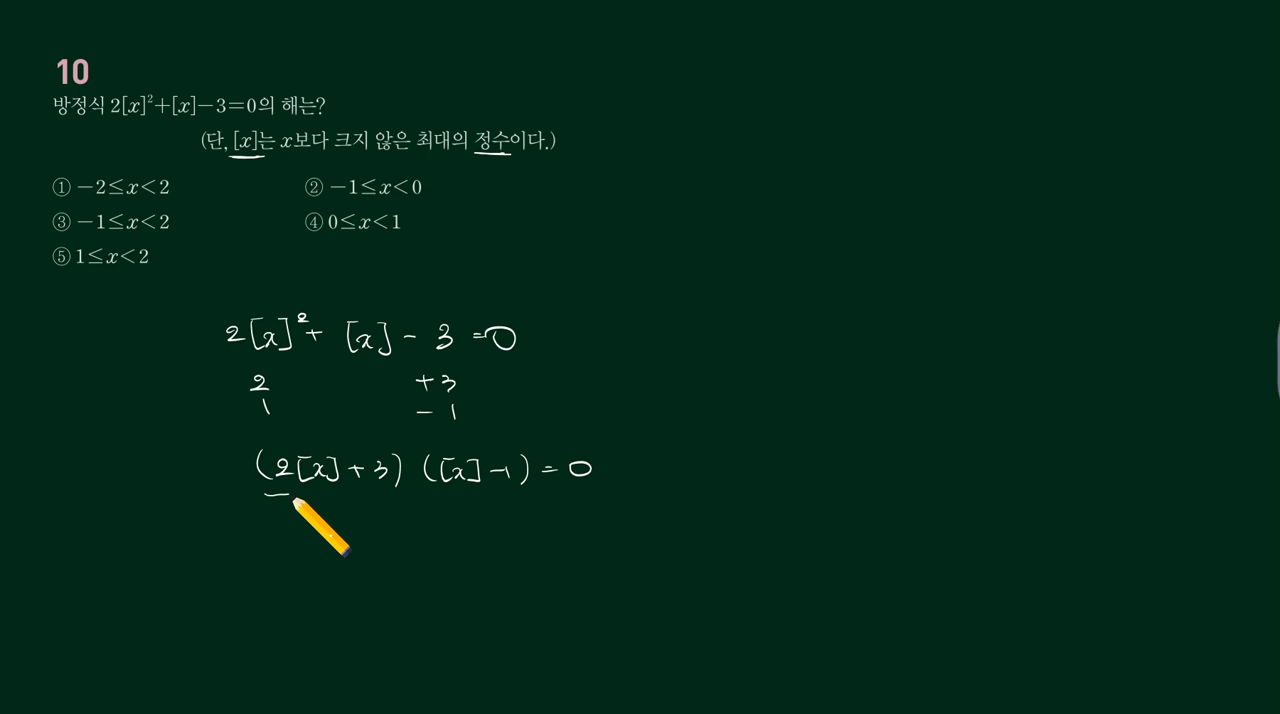 10
방정식 2[x]²+[x]-3=0의 해는?
(단, [x]는 x보다 크지 않은 최대의 정수이다.)
① -2≤x<2 ② -1≤x<0
③ -1≤x<2 ④ 0≤x<1
⑤ 1≤x<2
2[x]²+ [x] - 3 =0
2 +3
1 -1
(2[x]+3) ([x]-1) = 0